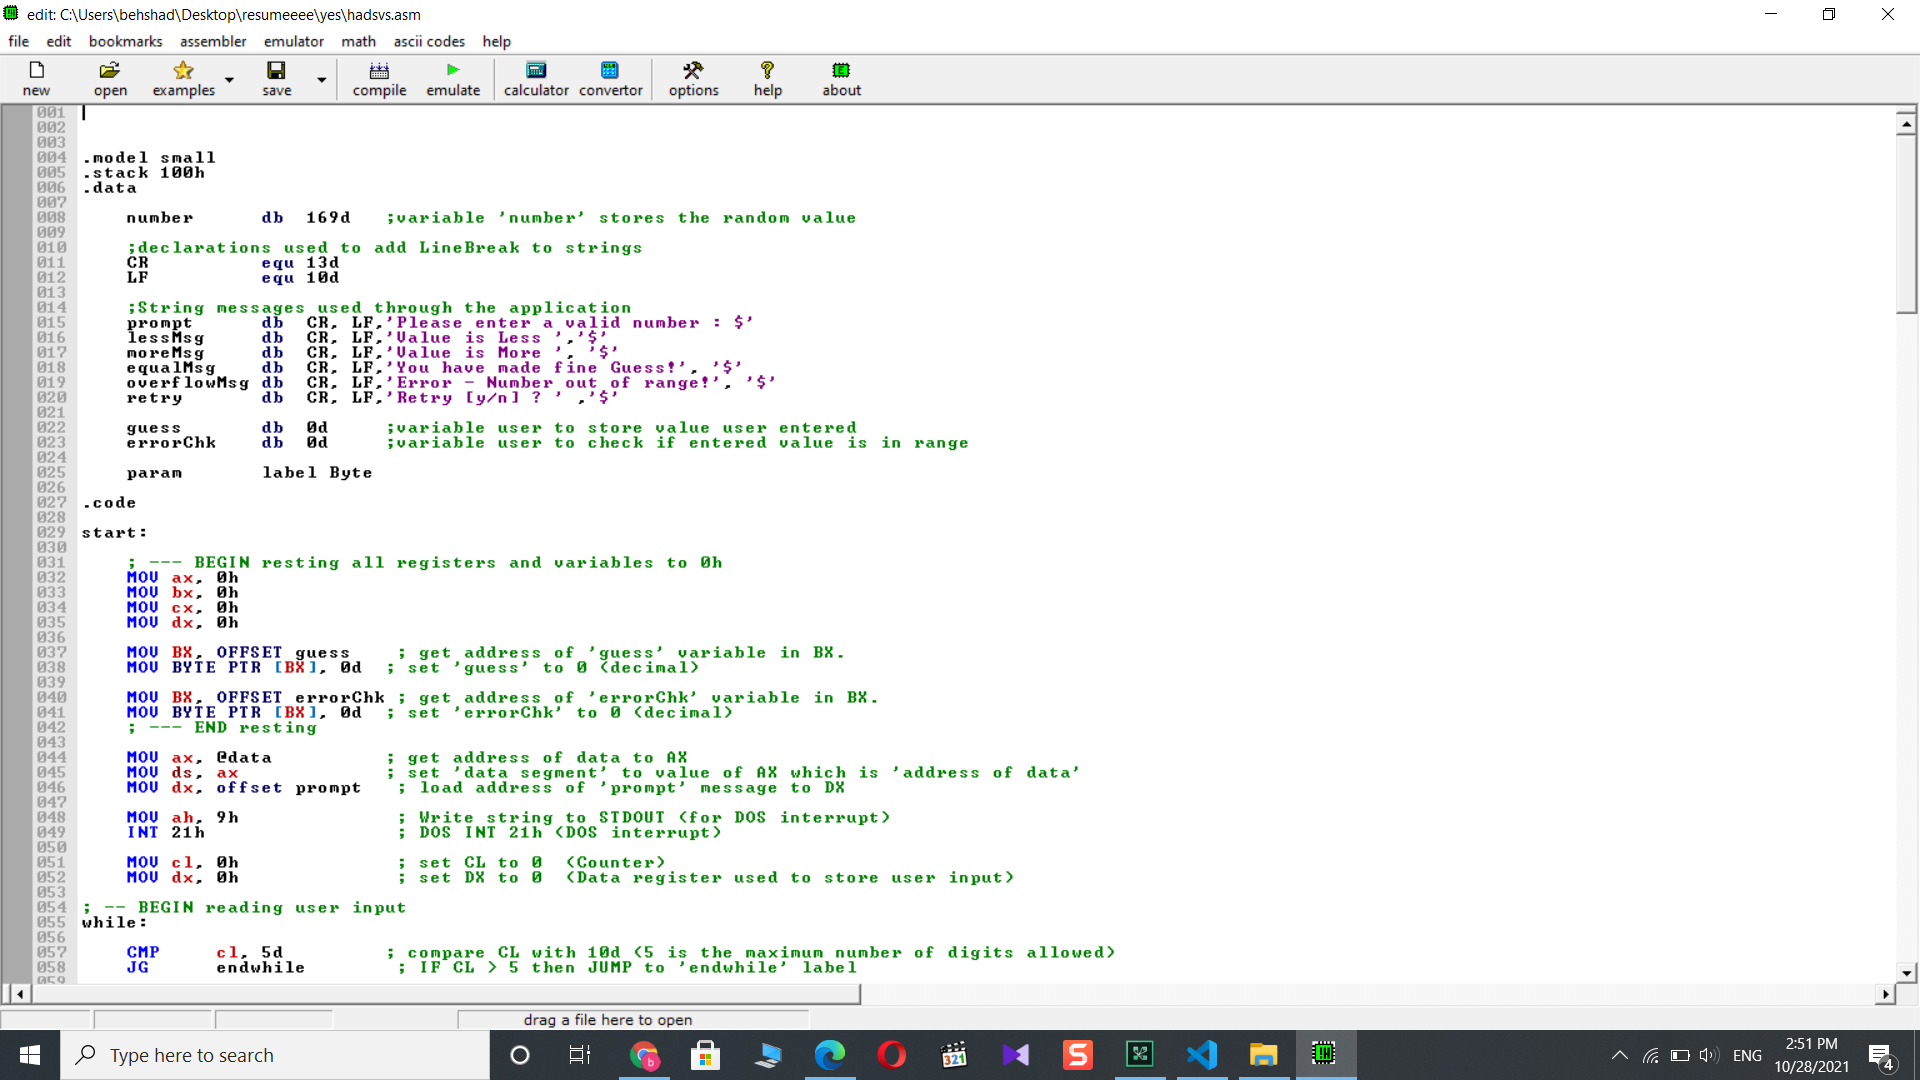 edit: C:\Users\behshad\Desktop\resumeeee\yes\hadsvs.asm
file edit bookmarks assembler emulator math ascii codes help
new open examples save compile emulate calculator convertor options help about
001
002
003
004 .model small
005 .stack 100h
006 .data
007
008 number db 169d ;variable 'number' stores the random value
009
010 ;declarations used to add LineBreak to strings
011 CR equ 13d
012 LF equ 10d
013
014 ;String messages used through the application
015 prompt db CR, LF,'Please enter a valid number : $'
016 lessMsg db CR, LF,'Value is Less ','$'
017 moreMsg db CR, LF,'Value is More ', '$'
018 equalMsg db CR, LF,'You have made fine Guess!', '$'
019 overflowMsg db CR, LF,'Error - Number out of range!', '$'
020 retry db CR, LF,'Retry [y/n] ? ' ,'$'
021
022 guess db 0d ;variable user to store value user entered
023 errorChk db 0d ;variable user to check if entered value is in range
024
025 param label Byte
026
027 .code
028
029 start:
030
031 ; --- BEGIN resting all registers and variables to 0h
032 MOV ax, 0h
033 MOV bx, 0h
034 MOV cx, 0h
035 MOV dx, 0h
036
037 MOV BX, OFFSET guess ; get address of 'guess' variable in BX.
038 MOV BYTE PTR [BX], 0d ; set 'guess' to 0 (decimal)
039
040 MOV BX, OFFSET errorChk ; get address of 'errorChk' variable in BX.
041 MOV BYTE PTR [BX], 0d ; set 'errorChk' to 0 (decimal)
042 ; --- END resting
043
044 MOV ax, @data ; get address of data to AX
045 MOV ds, ax ; set 'data segment' to value of AX which is 'address of data'
046 MOV dx, offset prompt ; load address of 'prompt' message to DX
047
048 MOV ah, 9h ; Write string to STDOUT (for DOS interrupt)
049 INT 21h ; DOS INT 21h (DOS interrupt)
050
051 MOV cl, 0h ; set CL to 0 (Counter)
052 MOV dx, 0h ; set DX to 0 (Data register used to store user input)
053
054 ; -- BEGIN reading user input
055 while:
056
057 CMP cl, 5d ; compare CL with 10d (5 is the maximum number of digits allowed)
058 JG endwhile ; IF CL > 5 then JUMP to 'endwhile' label
059
drag a file here to open
Type here to search
b
321
S
ENG
2:51 PM
10/28/2021
4